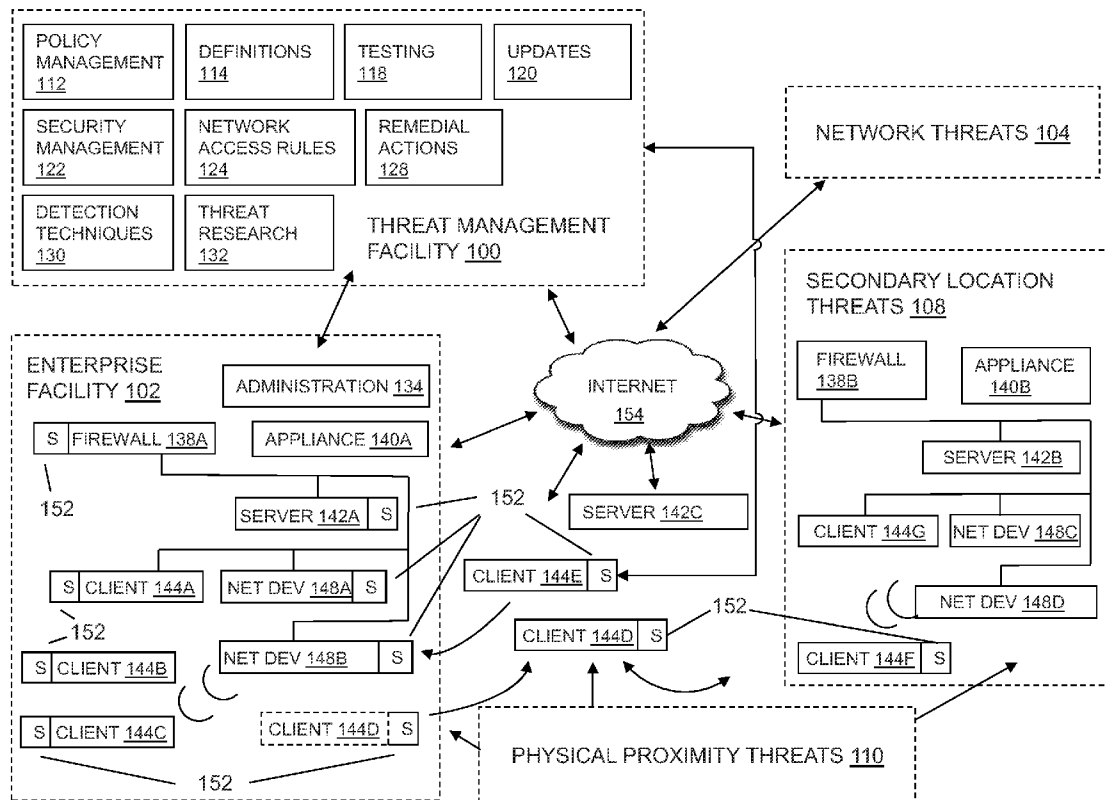 POLICY
MANAGEMENT
112
DEFINITIONS
114
TESTING
118
UPDATES
120
SECURITY
MANAGEMENT
122
NETWORK
ACCESS RULES
124
REMEDIAL
ACTIONS
128
DETECTION
TECHNIQUES
130
THREAT
RESEARCH
132
THREAT MANAGEMENT
FACILITY 100
NETWORK THREATS 104
SECONDARY LOCATION
THREATS 108
FIREWALL
138B
APPLIANCE
140B
SERVER 142B
CLIENT 144G
NET DEV 148C
NET DEV 148D
CLIENT 144F S
ENTERPRISE
FACILITY 102
ADMINISTRATION 134
S FIREWALL 138A
APPLIANCE 140A
152
SERVER 142A S
S CLIENT 144A
NET DEV 148A S
152
S CLIENT 144B
NET DEV 148B S
S CLIENT 144C
CLIENT 144D S
152
INTERNET
154
152
SERVER 142C
CLIENT 144E S
152
CLIENT 144D S
PHYSICAL PROXIMITY THREATS 110